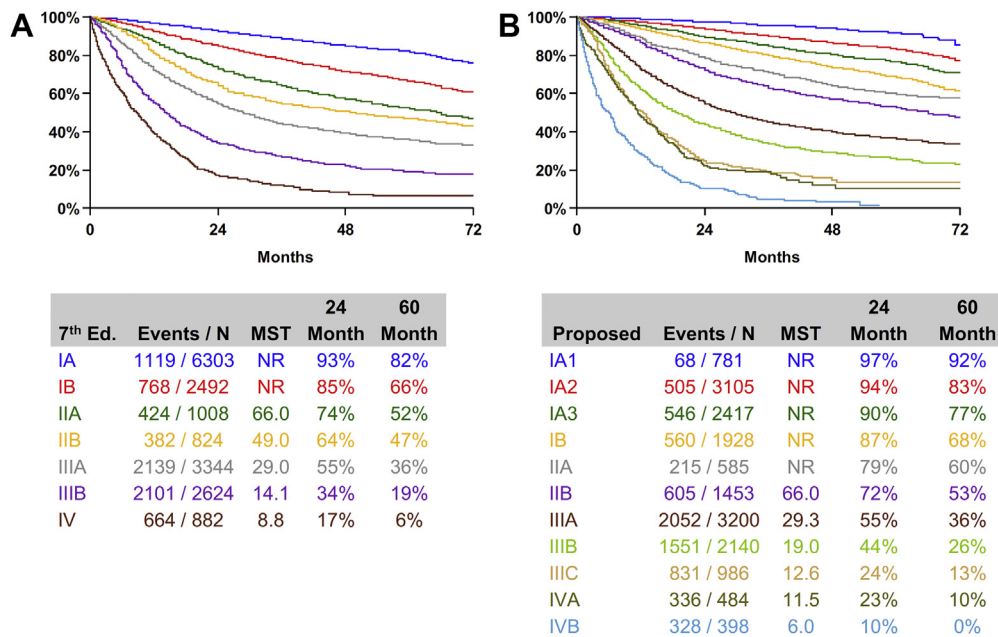 A
100%
80%
60%
40%
20%
0%
0 24 48 72
Months
7th Ed. Events / N MST 24 Month 60 Month
IA 1119 / 6303 NR 93% 82%
IB 768 / 2492 NR 85% 66%
IIA 424 / 1008 66.0 74% 52%
IIB 382 / 824 49.0 64% 47%
IIIA 2139 / 3344 29.0 55% 36%
IIIB 2101 / 2624 14.1 34% 19%
IV 664 / 882 8.8 17% 6%
B
100%
80%
60%
40%
20%
0%
0 24 48 72
Months
Proposed Events / N MST 24 Month 60 Month
IA1 68 / 781 NR 97% 92%
IA2 505 / 3105 NR 94% 83%
IA3 546 / 2417 NR 90% 77%
IB 560 / 1928 NR 87% 68%
IIA 215 / 585 NR 79% 60%
IIB 605 / 1453 66.0 72% 53%
IIIA 2052 / 3200 29.3 55% 36%
IIIB 1551 / 2140 19.0 44% 26%
IIIC 831 / 986 12.6 24% 13%
IVA 336 / 484 11.5 23% 10%
IVB 328 / 398 6.0 10% 0%